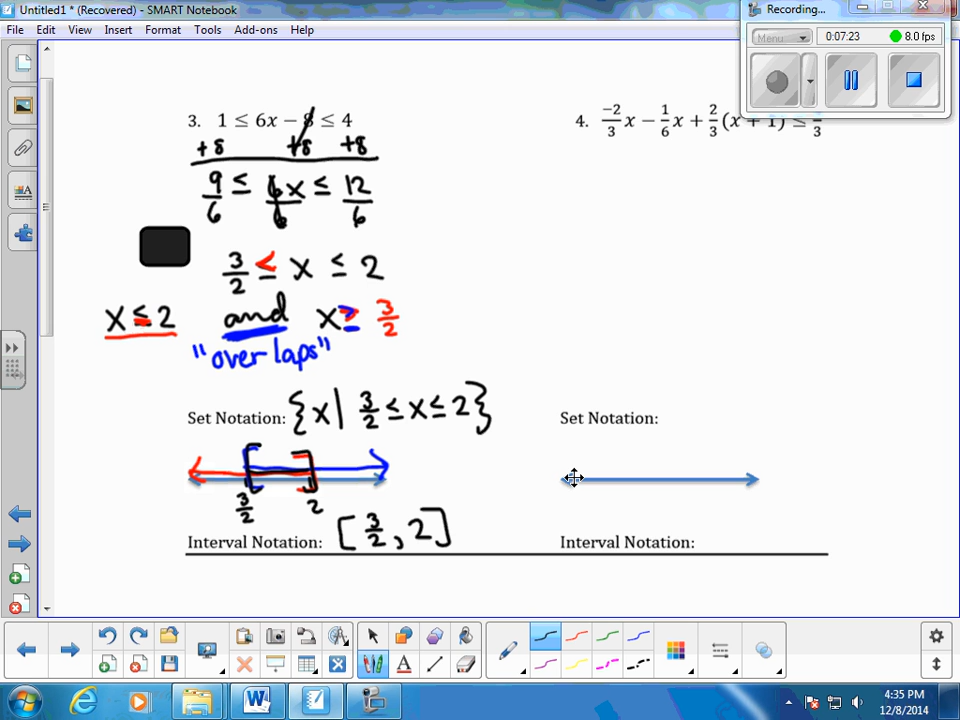 Untitled1 * (Recovered) - SMART Notebook
Recording...
File Edit View Insert Format Tools Add-ons Help
Menu 0:07:23 8.0 fps
3. 1 ≤ 6x − 8 ≤ 4
+8 +8 +8
9/6 ≤ 6x/6 ≤ 12/6
3/2 ≤ x ≤ 2
x ≤ 2 and x ≥ 3/2
"over laps"
Set Notation: {x| 3/2 ≤ x ≤ 2}
3/2 2
Interval Notation: [3/2, 2]
4. −2/3 x − 1/6 x + 2/3 (x + 1) ≤ /3
Set Notation:
Interval Notation:
4:35 PM
12/8/2014